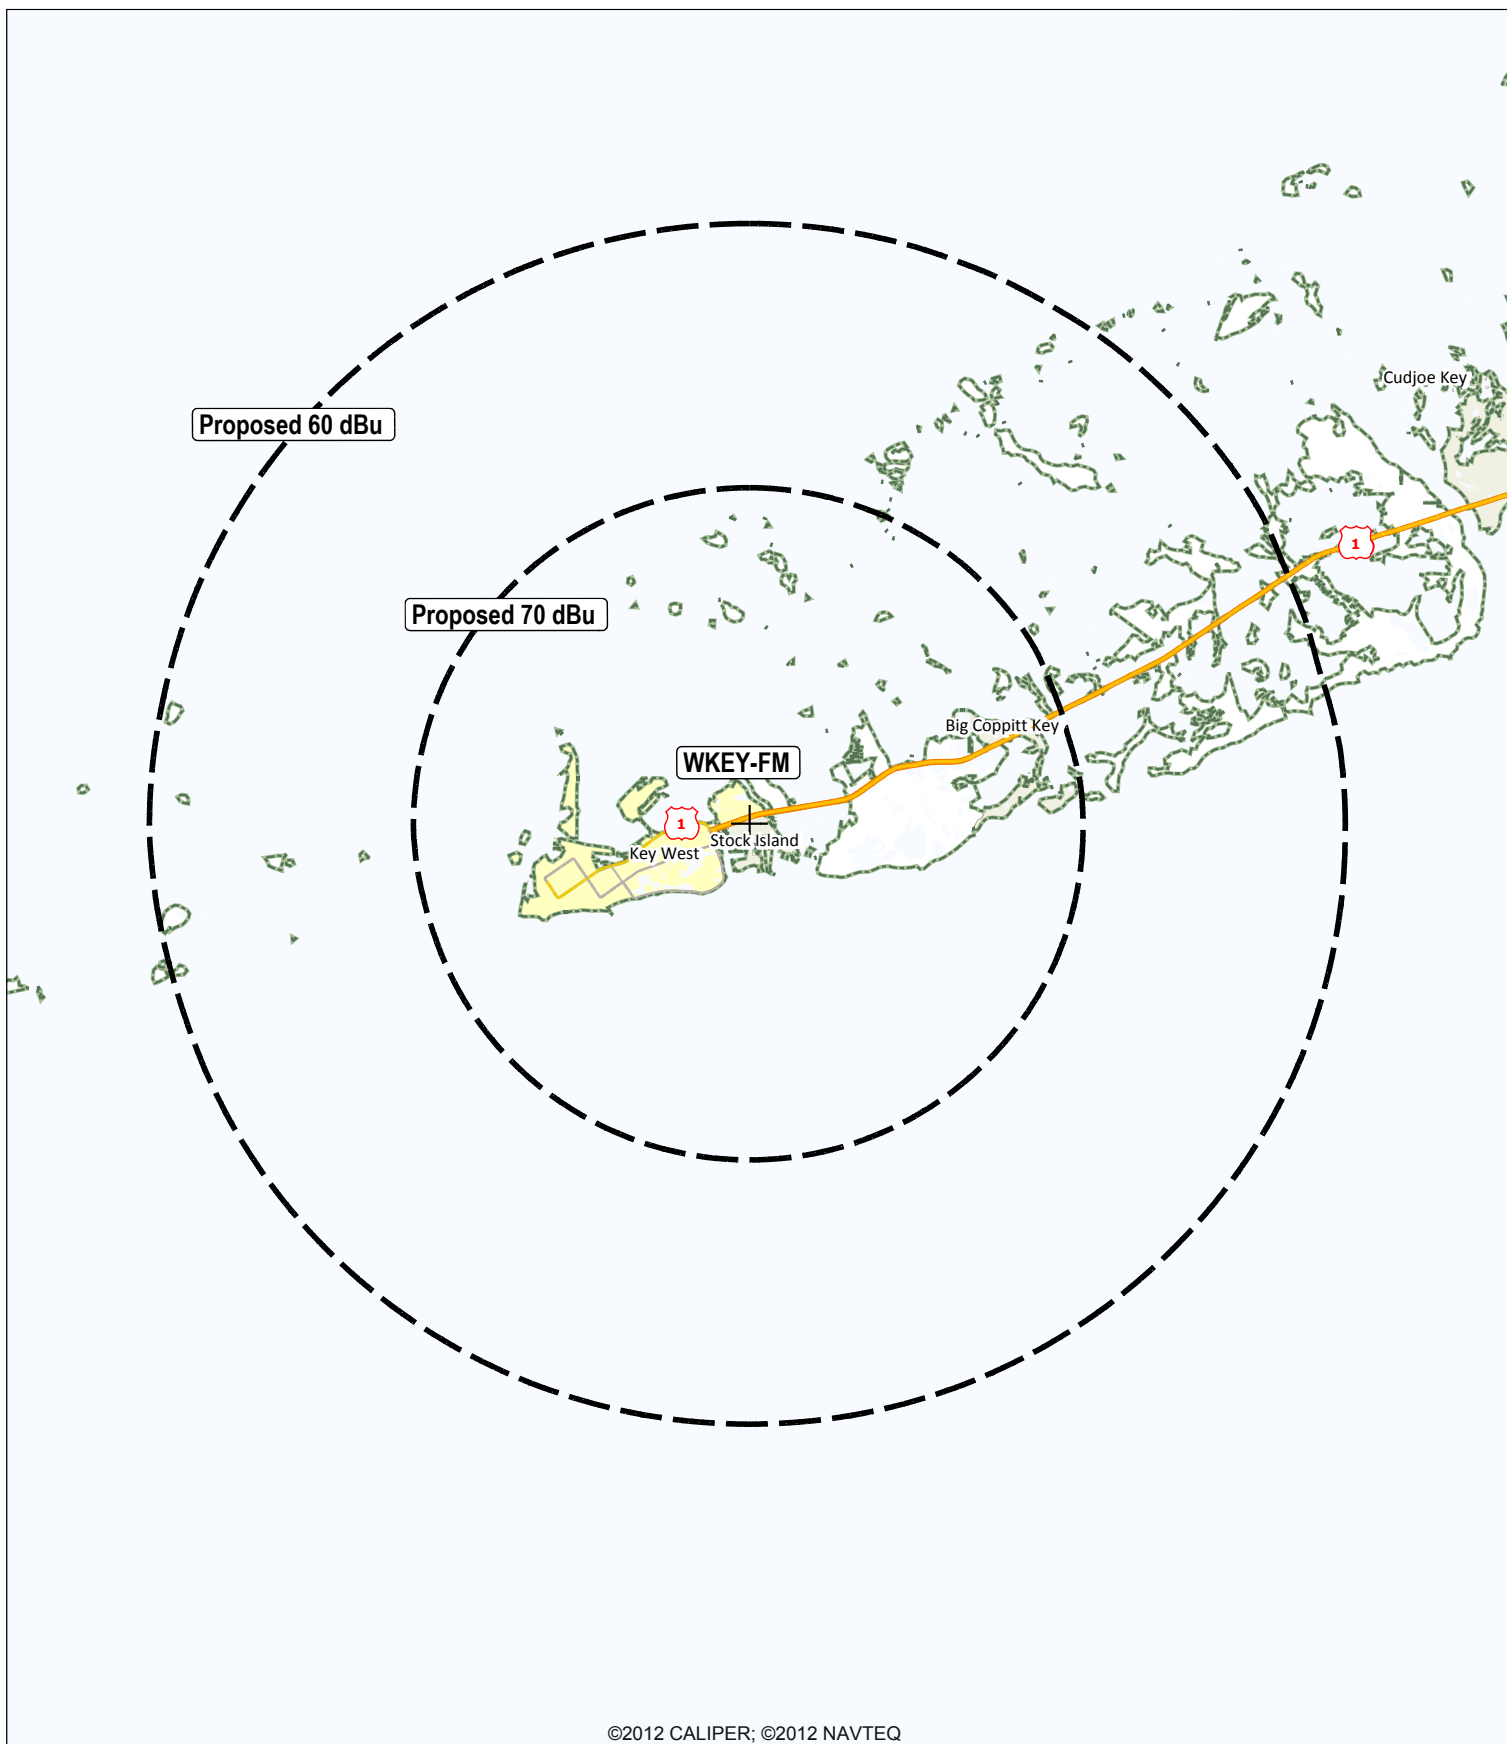 Cudjoe Key
Proposed 60 dBu
1
Proposed 70 dBu
Big Coppitt Key
WKEY-FM
1
Stock Island
Key West
©2012 CALIPER; ©2012 NAVTEQ